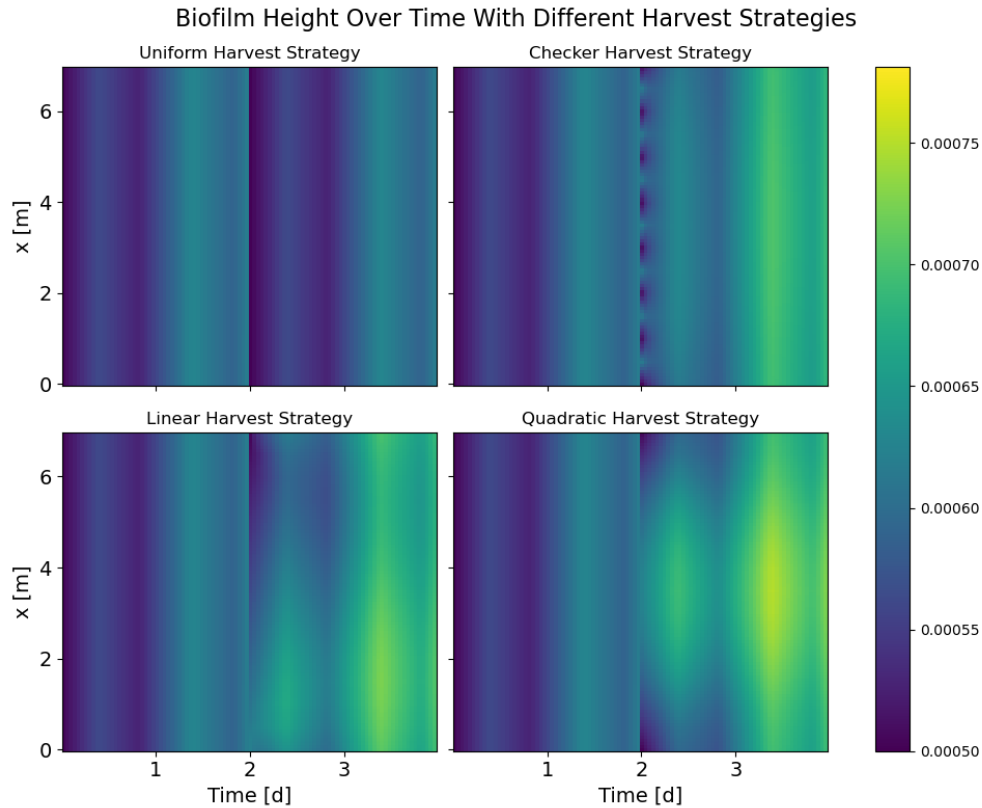 Biofilm Height Over Time With Different Harvest Strategies
Uniform Harvest Strategy
Checker Harvest Strategy
x [m]
6
4
2
0
0.00075
0.00070
0.00065
0.00060
0.00055
0.00050
Linear Harvest Strategy
Quadratic Harvest Strategy
x [m]
6
4
2
0
1 2 3
1 2 3
Time [d]
Time [d]